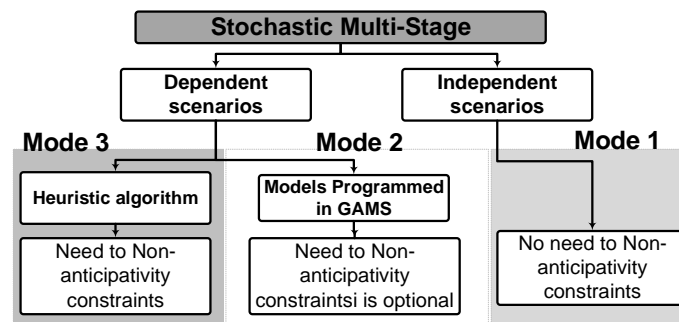 Stochastic Multi-Stage
Dependent
scenarios
Independent
scenarios
Mode 3
Mode 2
Mode 1
Heuristic algorithm
Models Programmed
in GAMS
Need to Non-
anticipativity
constraints
Need to Non-
anticipativity
constraintsi is optional
No need to Non-
anticipativity
constraints